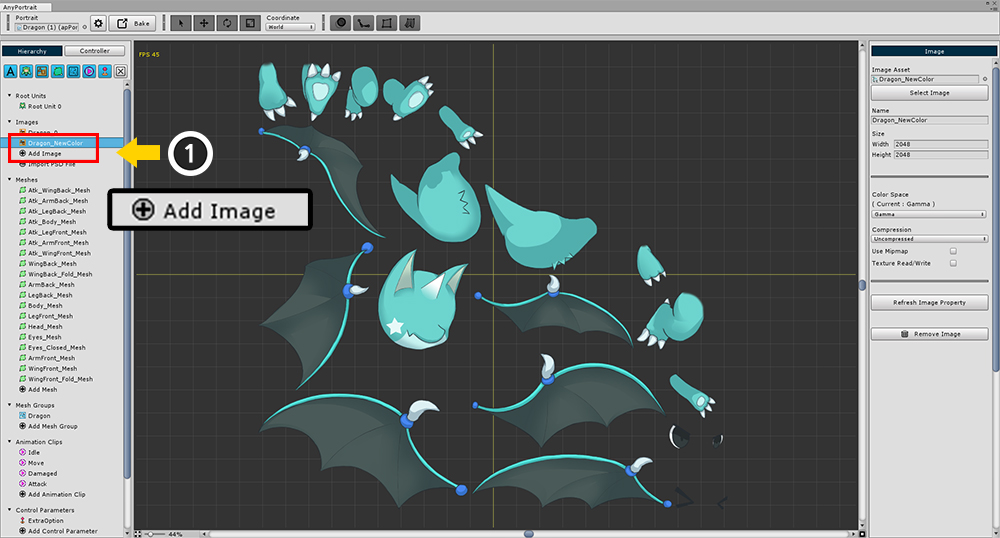 AnyPortrait
Portrait
Dragon (1) (apPor
Bake
Coordinate
World
Hierarchy
Controller
Root Units
Root Unit 0
Images
Dragon_0
Dragon_NewColor
Add Image
Import PSD File
Meshes
Atk_WingBack_Mesh
Atk_ArmBack_Mesh
Atk_LegBack_Mesh
Atk_Body_Mesh
Atk_LegFront_Mesh
Atk_ArmFront_Mesh
Atk_WingFront_Mesh
WingBack_Mesh
WingBack_Fold_Mesh
ArmBack_Mesh
LegBack_Mesh
Body_Mesh
LegFront_Mesh
Head_Mesh
Eyes_Mesh
Eyes_Closed_Mesh
ArmFront_Mesh
WingFront_Mesh
WingFront_Fold_Mesh
Add Mesh
Mesh Groups
Dragon
Add Mesh Group
Animation Clips
Idle
Move
Damaged
Attack
Add Animation Clip
Control Parameters
ExtraOption
Add Control Parameter
FPS 45
1
Add Image
44%
Image
Image Asset
Dragon_NewColor
Select Image
Name
Dragon_NewColor
Size
Width 2048
Height 2048
Color Space
( Current : Gamma )
Gamma
Compression
Uncompressed
Use Mipmap
Texture Read/Write
Refresh Image Property
Remove Image